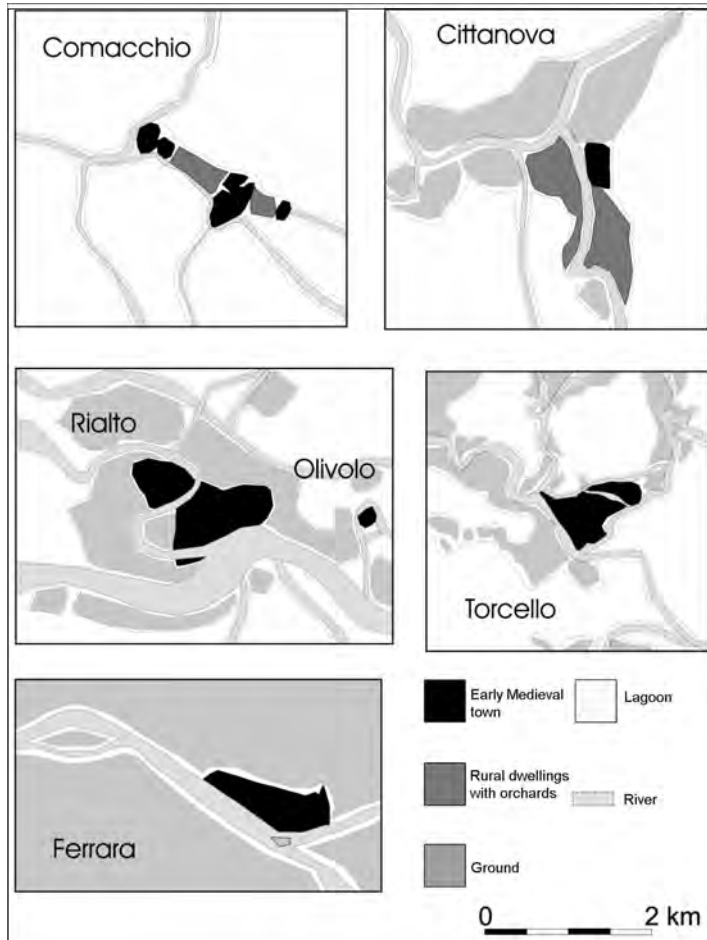 Comacchio
Cittanova
Rialto
Olivolo
Torcello
Ferrara
Early Medieval
town
Lagoon
Rural dwellings
with orchards
River
Ground
0
2 km